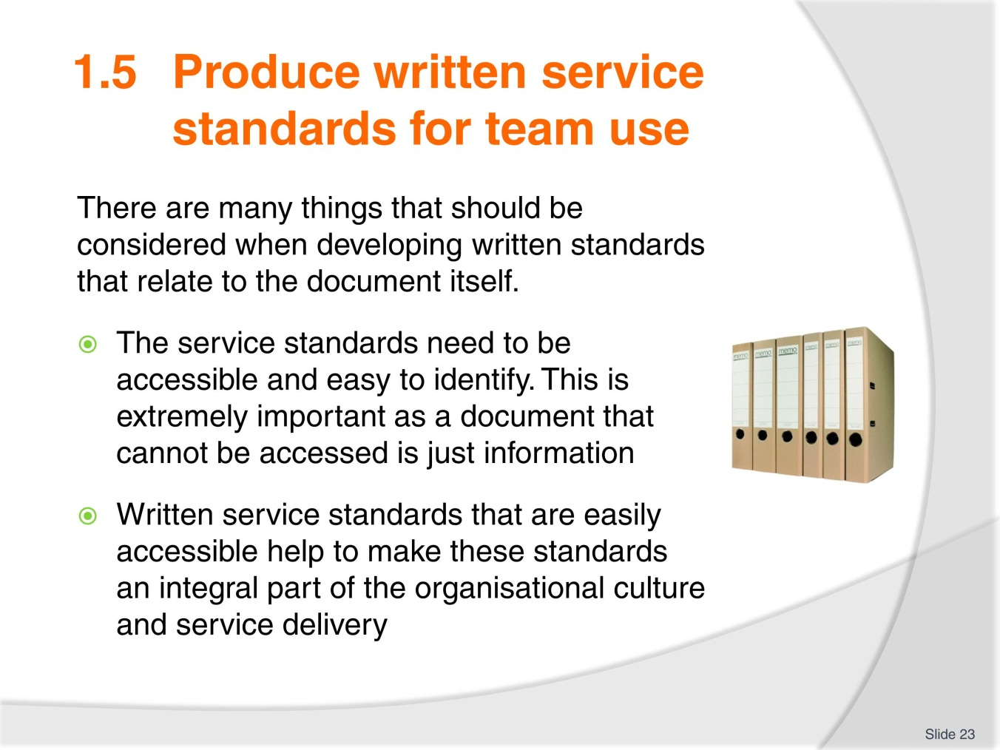 1.5 Produce written service
standards for team use
There are many things that should be
considered when developing written standards
that relate to the document itself.
The service standards need to be
accessible and easy to identify. This is
extremely important as a document that
cannot be accessed is just information
memo memo memo memo memo memo
Written service standards that are easily
accessible help to make these standards
an integral part of the organisational culture
and service delivery
Slide 23